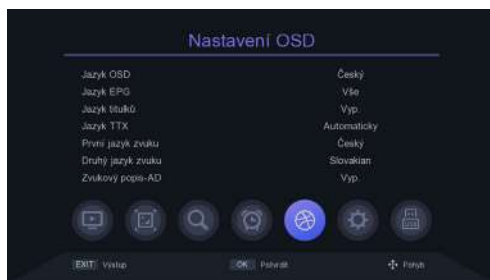 Nastavení OSD
Jazyk OSD Český
Jazyk EPG Vše
Jazyk titulků Vyp.
Jazyk TTX Automaticky
První jazyk zvuku Český
Druhý jazyk zvuku Slovakian
Zvukový popis-AD Vyp.
USB
EXIT Výstup OK Potvrdit Pohyb